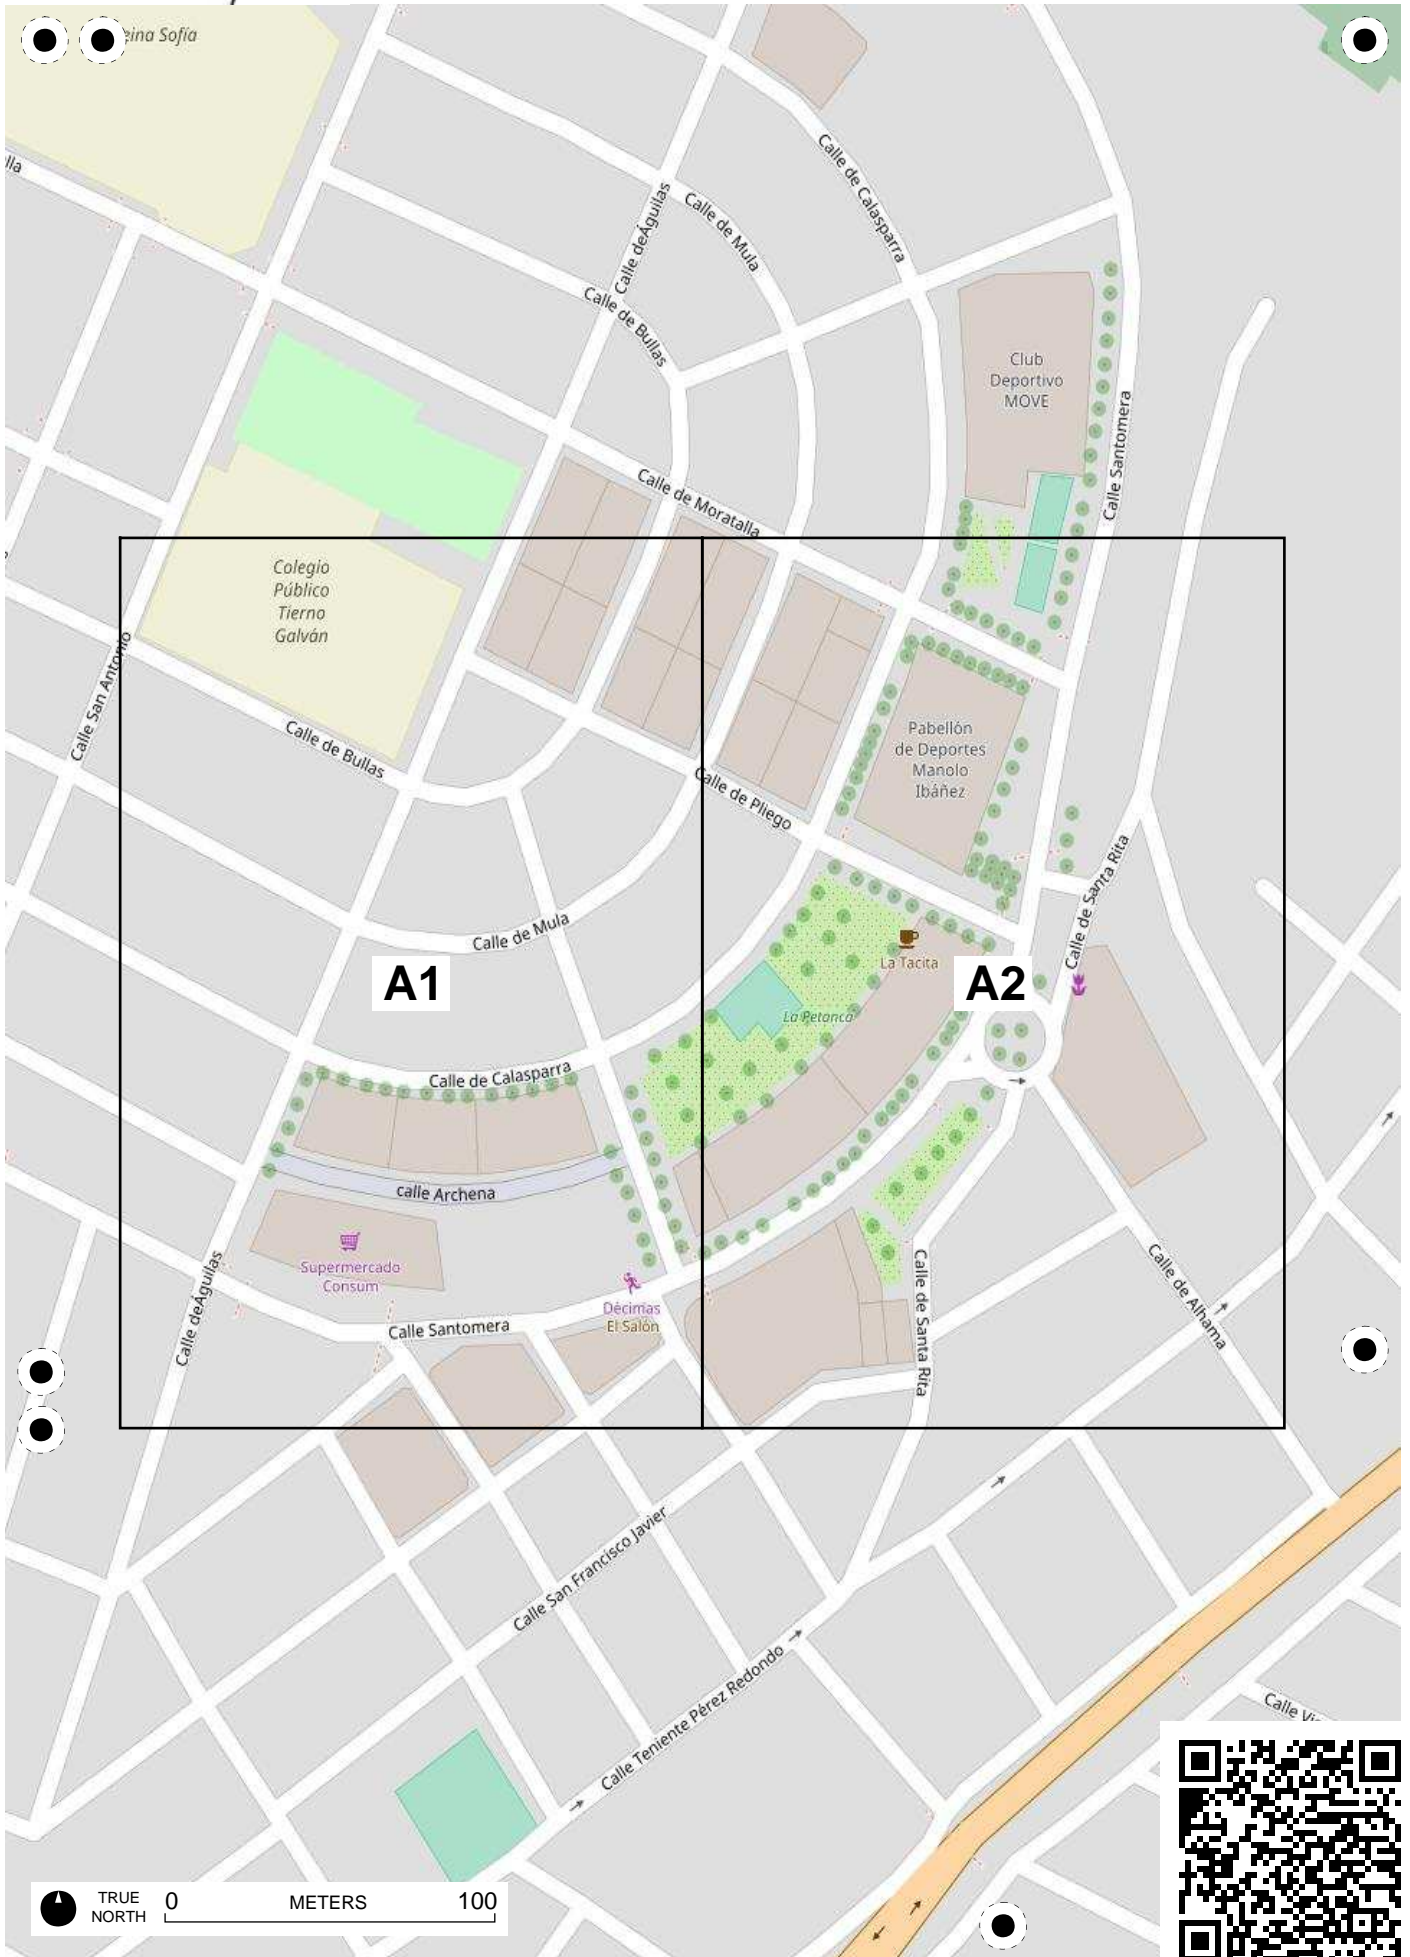 eina Sofía
lla
Calle de Calasparra
Calle deÁguilas
Calle de Mula
Calle de Bullas
Club
Deportivo
MOVE
Calle Santomera
Calle de Moratalla
Colegio
Público
Tierno
Galván
Calle San Antonio
Calle de Bullas
Pabellón
de Deportes
Manolo
Ibáñez
Calle de Pliego
Calle de Santa Rita
Calle de Mula
La Tacita
A1
A2
La Petanca
Calle de Calasparra
calle Archena
Supermercado
Consum
Calle deÁguilas
Décimas
El Salón
Calle Santomera
Calle de Santa Rita
Calle de Alhama
Calle San Francisco Javier
Calle Teniente Pérez Redondo
TRUE
NORTH
0 METERS 100